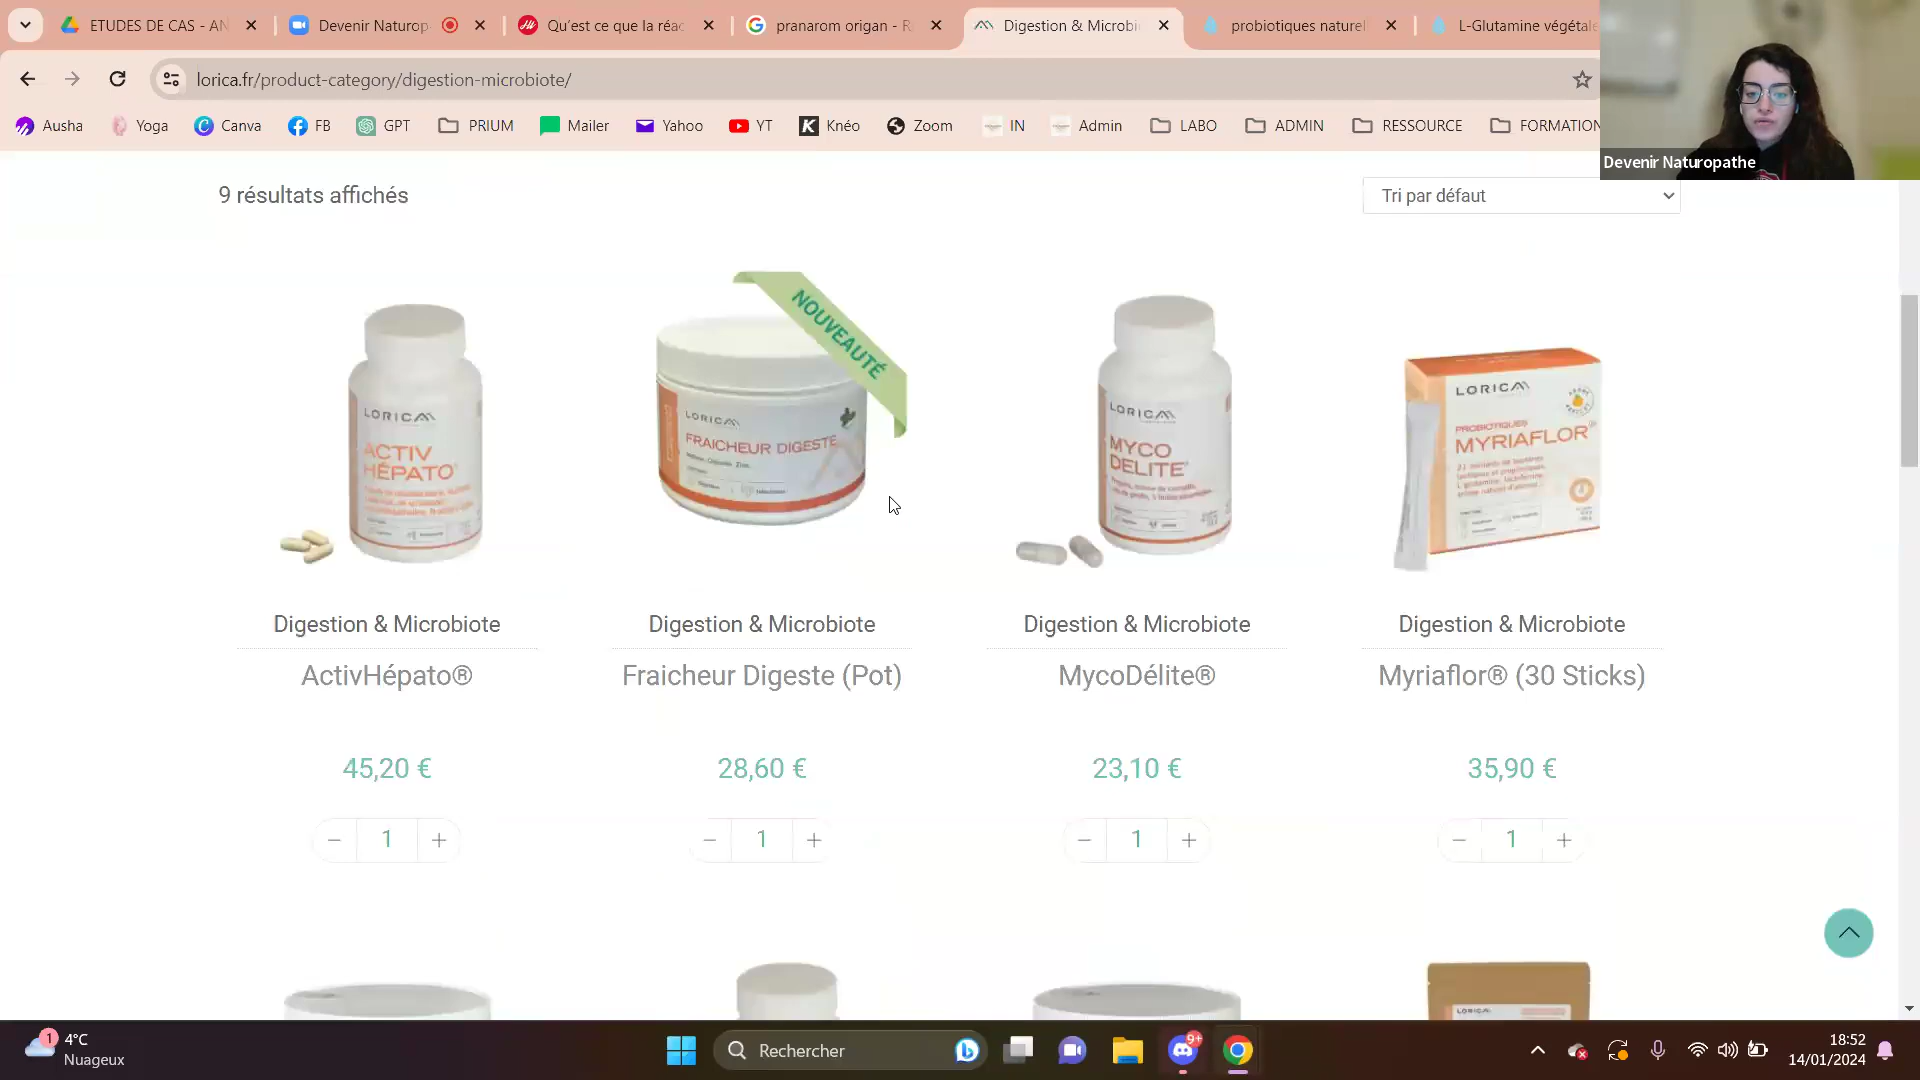 ETUDES DE CAS - AN
Devenir Naturop
Qu'est ce que la réac
pranarom origan - R
Digestion & Microbi
probiotiques nature
L-Glutamine végétale
lorica.fr/product-category/digestion-microbiote/
Ausha
Yoga
Canva
FB
GPT
PRIUM
Mailer
Yahoo
YT
Knéo
Zoom
IN
Admin
LABO
ADMIN
RESSOURCE
FORMATION
Devenir Naturopathe
9 résultats affichés
Tri par défaut
LORICA
ACTIV
HÉPATO®
NOUVEAUTÉ
LORICA
FRAICHEUR DIGESTE
LORICA
MYCO
DELITE®
LORICA
PROBIOTIQUES
MYRIAFLOR®
Digestion & Microbiote
Digestion & Microbiote
Digestion & Microbiote
Digestion & Microbiote
ActivHépato®
Fraicheur Digeste (Pot)
MycoDélite®
Myriaflor® (30 Sticks)
45,20 €
28,60 €
23,10 €
35,90 €
− 1 +
− 1 +
− 1 +
− 1 +
LORICA
1
4°C
Nuageux
Rechercher
9+
18:52
14/01/2024